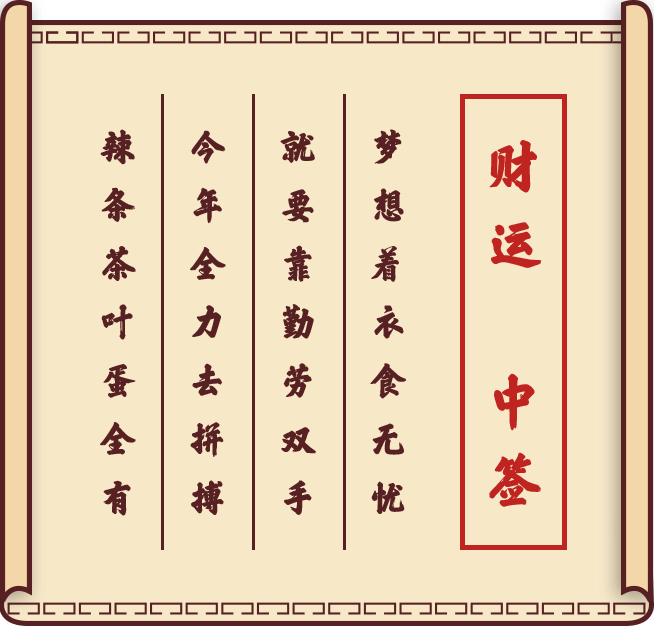 财运 中签
梦想着衣食无忧
就要靠勤劳双手
今年全力去拼搏
辣条茶叶蛋全有